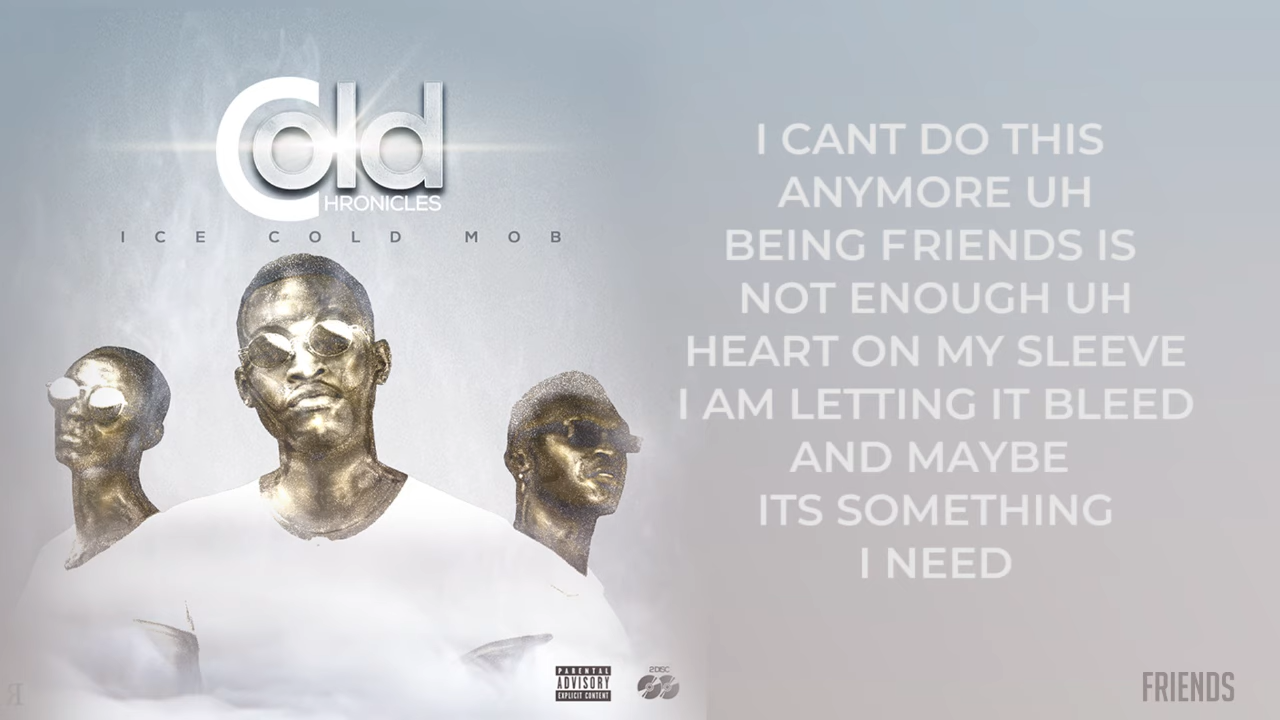 Cold
HRONICLES
ICE COLD MOB
PARENTAL
ADVISORY
EXPLICIT CONTENT
2DISC
I CANT DO THIS
ANYMORE UH
BEING FRIENDS IS
NOT ENOUGH UH
HEART ON MY SLEEVE
I AM LETTING IT BLEED
AND MAYBE
ITS SOMETHING
I NEED
FRIENDS